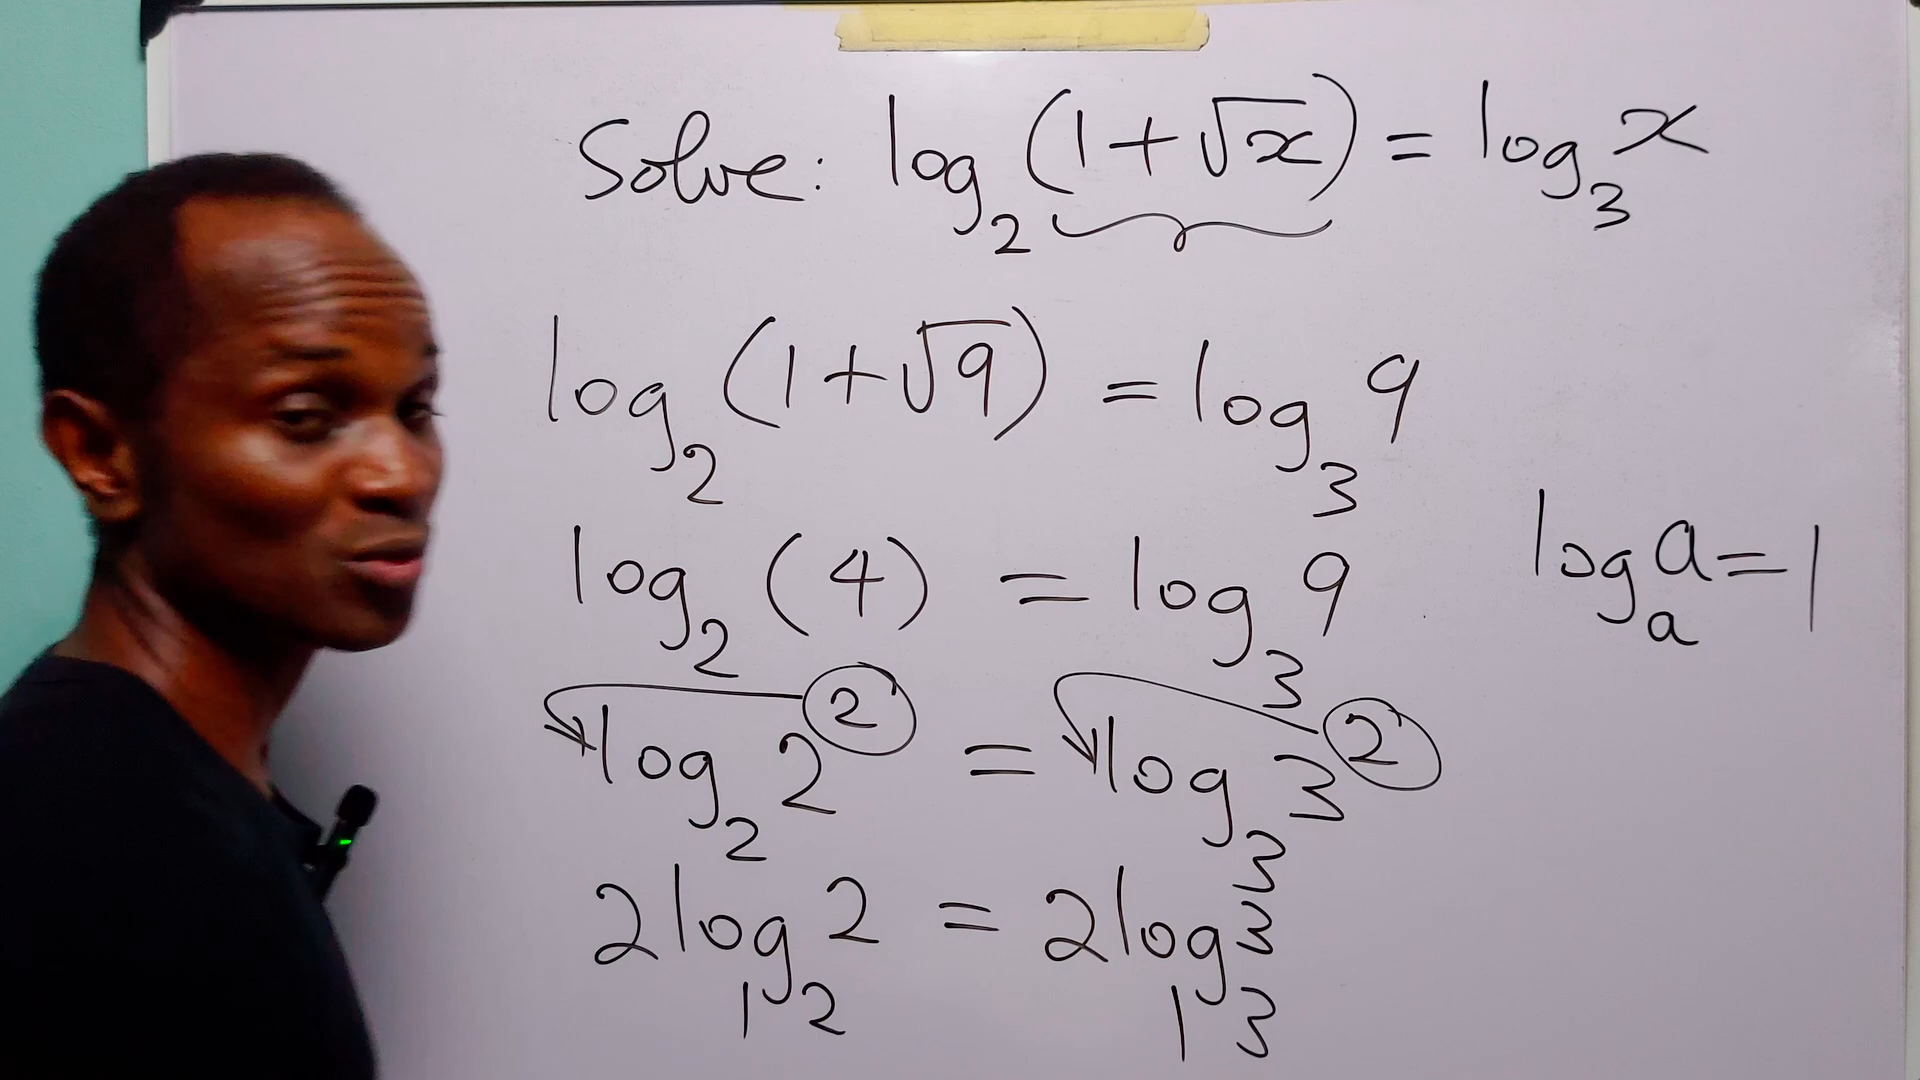 Solve: log₂(1+√x) = log₃x
log₂(1+√9) = log₃9
log₂(4) = log₃9
logₐa=1
log₂2² = log₃3²
2log₂2 = 2log₃3
1 1